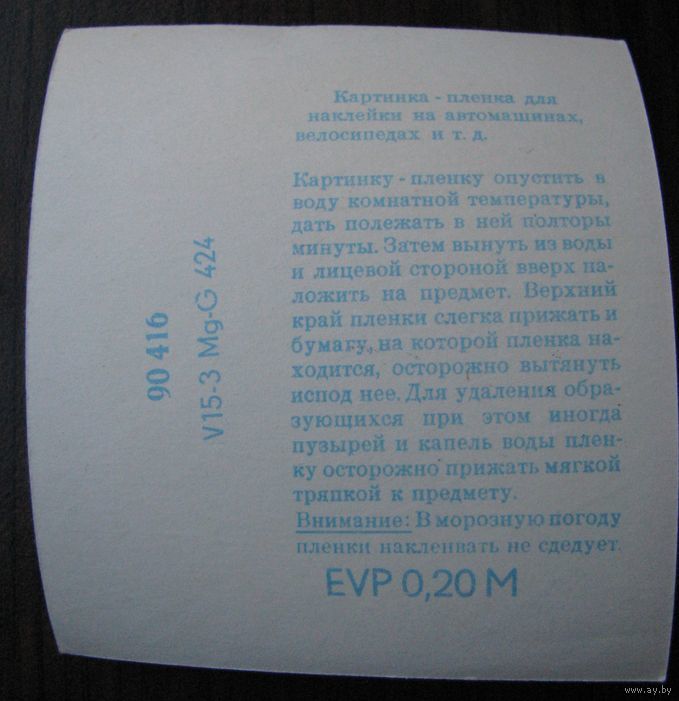 Картинка - пленка для
наклейки на автомашинах,
велосипедах и т. д.
Картинку - пленку опустить в
воду комнатной температуры,
дать полежать в ней полторы
минуты. Затем вынуть из воды
и лицевой стороной вверх на-
ложить на предмет. Верхний
край пленки слегка прижать и
бумагу, на которой пленка на-
ходится, осторожно вытянуть
испод нее. Для удаления обра-
зующихся при этом иногда
пузырей и капель воды плен-
ку осторожно прижать мягкой
тряпкой к предмету.
Внимание: В морозную погоду
пленки наклеивать не сдедует.
EVP 0,20 M
90 416
V 15-3 Mg-G 424
www.ay.by